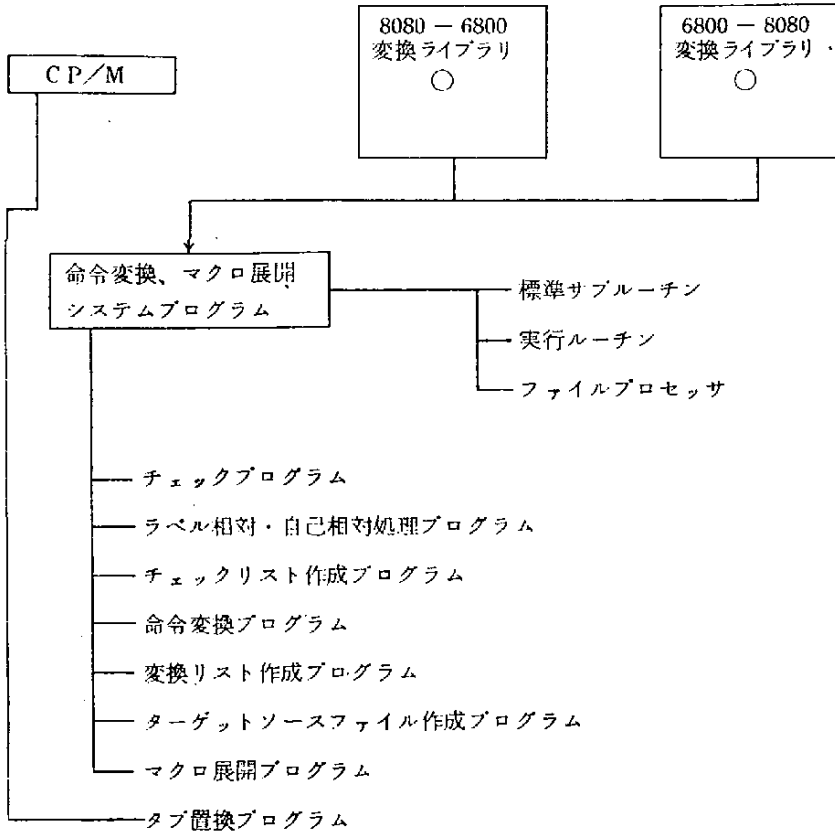 8080 − 6800
変換ライブラリ
6800 − 8080
変換ライブラリ
CP／M
命令変換、マクロ展開
システムプログラム
標準サブルーチン
実行ルーチン
ファイルプロセッサ
チェックプログラム
ラベル相対・自己相対処理プログラム
チェックリスト作成プログラム
命令変換プログラム
変換リスト作成プログラム
ターゲットソースファイル作成プログラム
マクロ展開プログラム
タブ置換プログラム